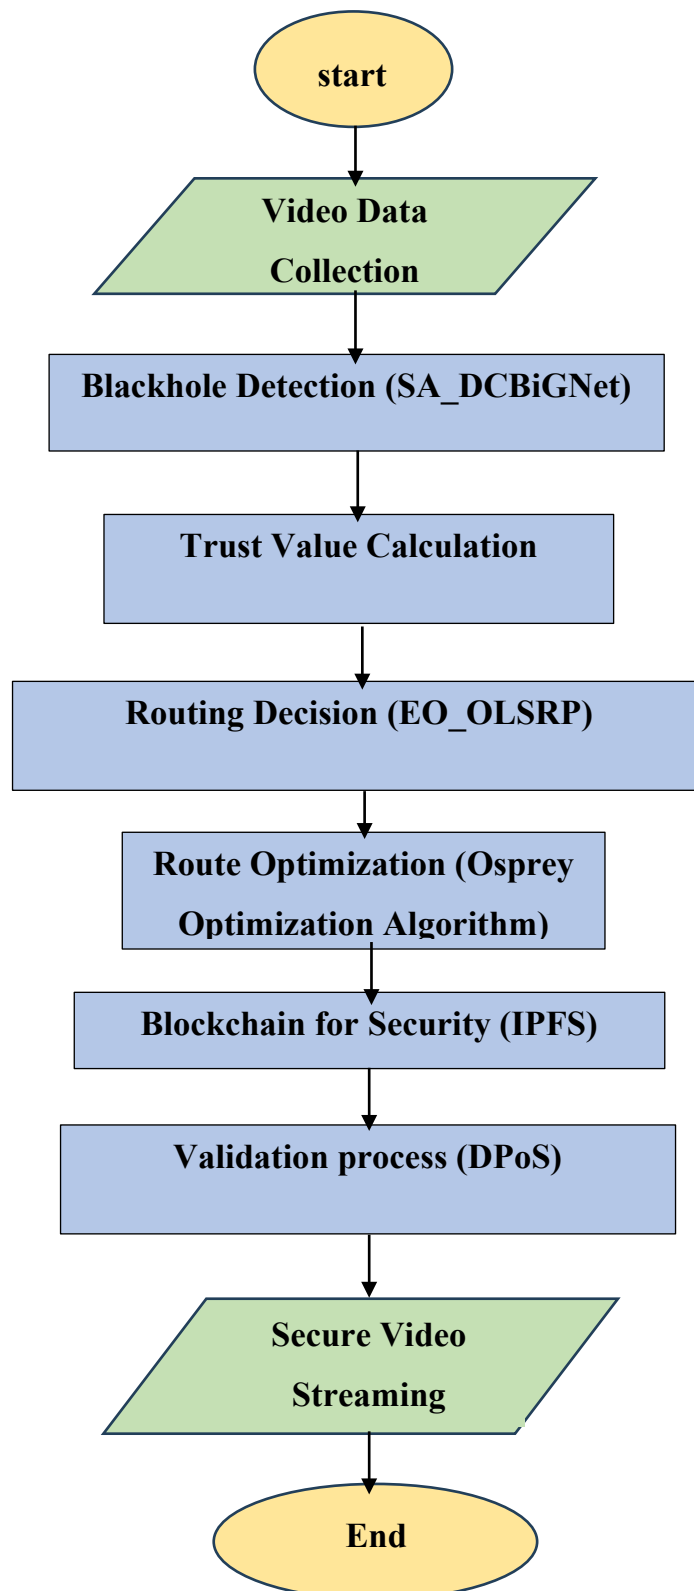 start
Video Data
Collection
Blackhole Detection (SA_DCBiGNet)
Trust Value Calculation
Routing Decision (EO_OLSRP)
Route Optimization (Osprey
Optimization Algorithm)
Blockchain for Security (IPFS)
Validation process (DPoS)
Secure Video
Streaming
End